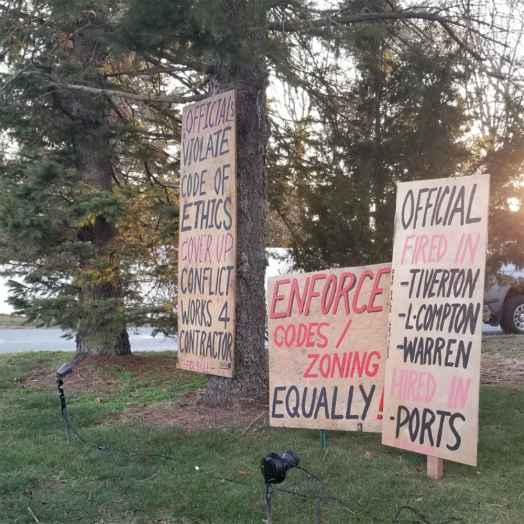 OFFICIALS
VIOLATE
CODE OF
ETHICS
COVER UP
CONFLICT
WORKS 4
CONTRACTOR
ENFORCE
CODES /
ZONING
EQUALLY!
OFFICIAL
FIRED IN
-TIVERTON
-L-COMPTON
-WARREN
HIRED IN
-PORTS